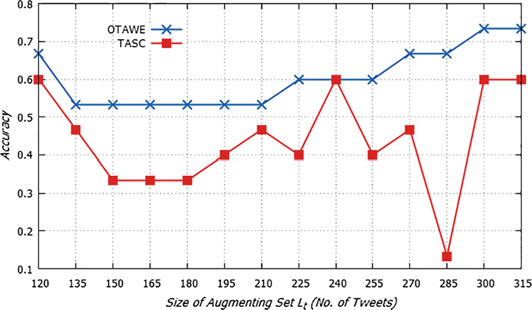 0.8
0.7
0.6
0.5
0.4
0.3
0.2
0.1
Accuracy
OTAWE
TASC
120 135 150 165 180 195 210 225 240 255 270 285 300 315
Size of Augmenting Set Lt (No. of Tweets)